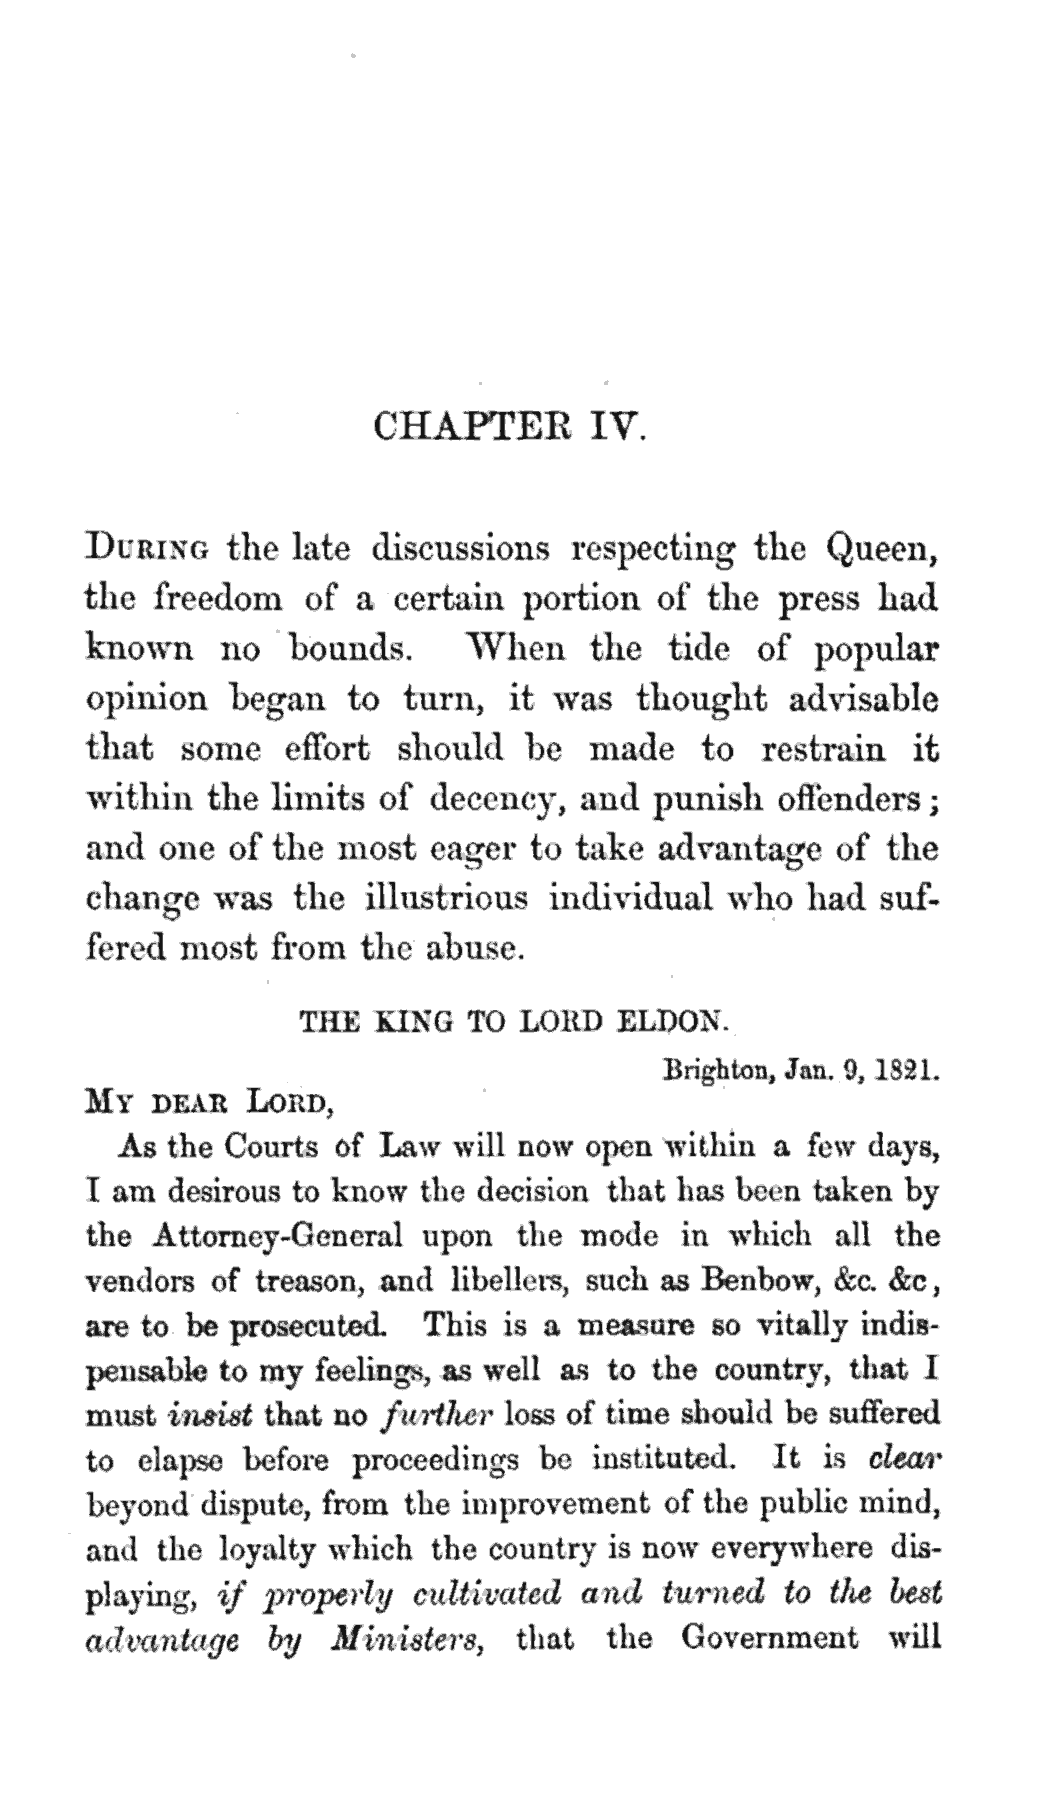 CHAPTER IV.
DURING the late discussions respecting the Queen,
the freedom of a certain portion of the press had
known no bounds. When the tide of popular
opinion began to turn, it was thought advisable
that some effort should be made to restrain it
within the limits of decency, and punish offenders;
and one of the most eager to take advantage of the
change was the illustrious individual who had suf-
fered most from the abuse.
THE KING TO LORD ELDON.
Brighton, Jan. 9, 1821.
MY DEAR LORD,
As the Courts of Law will now open within a few days,
I am desirous to know the decision that has been taken by
the Attorney-General upon the mode in which all the
vendors of treason, and libellers, such as Benbow, &c. &c,
are to be prosecuted. This is a measure so vitally indis-
pensable to my feelings, as well as to the country, that I
must insist that no further loss of time should be suffered
to elapse before proceedings be instituted. It is clear
beyond dispute, from the improvement of the public mind,
and the loyalty which the country is now everywhere dis-
playing, if properly cultivated and turned to the best
advantage by Ministers, that the Government will